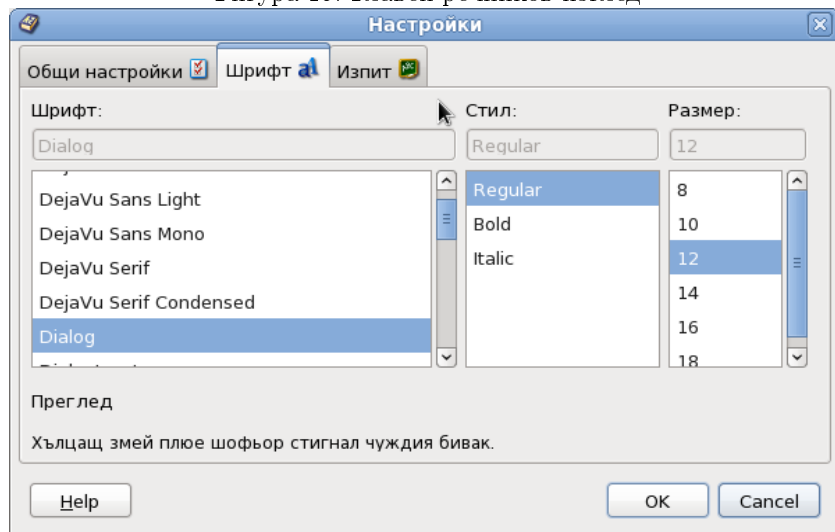 Настройки
Общи настройки
Шрифт
Изпит
Шрифт:
Стил:
Размер:
Dialog
Regular
12
DejaVu Sans Light
DejaVu Sans Mono
DejaVu Serif
DejaVu Serif Condensed
Dialog
Regular
Bold
Italic
8
10
12
14
16
18
Преглед
Хълцащ змей плюе шофьор стигнал чуждия бивак.
Help
OK
Cancel